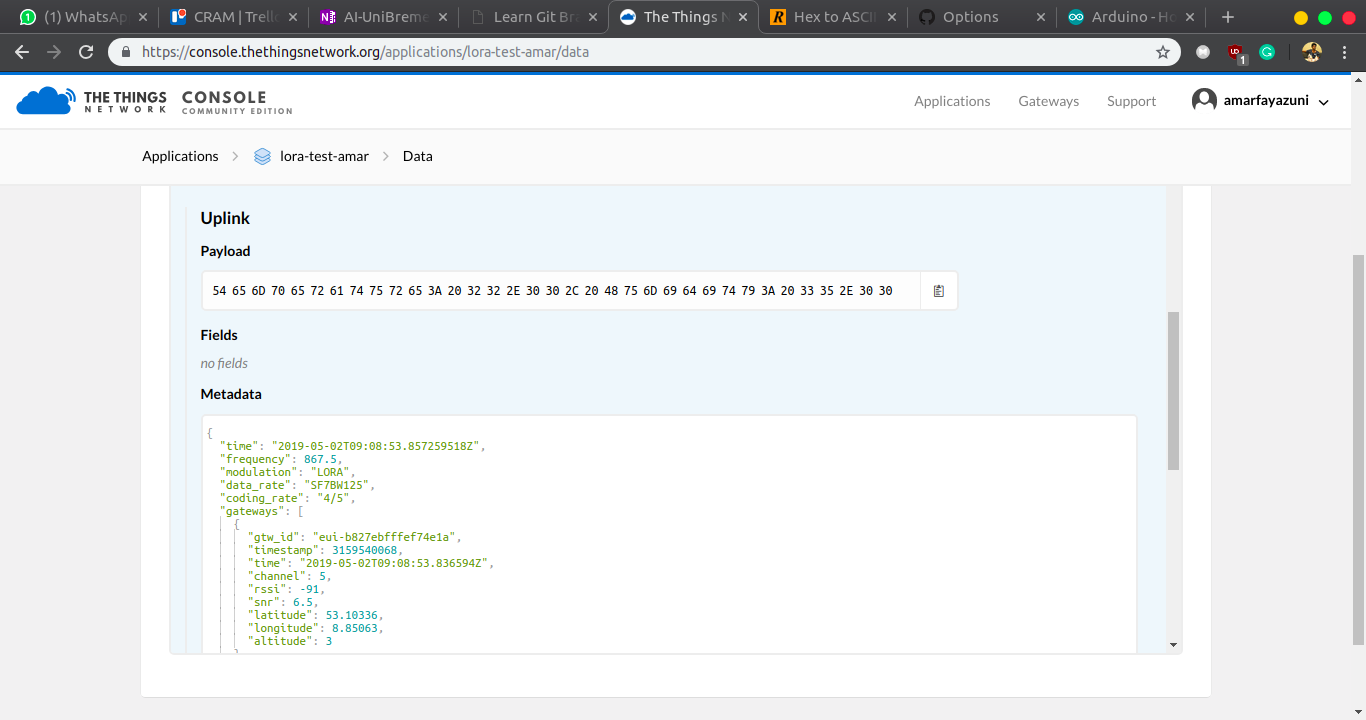 (1) WhatsAp
CRAM | Trello
AI-UniBreme
Learn Git Br
The Things N
Hex to ASCII
Options
Arduino - Ho
https://console.thethingsnetwork.org/applications/lora-test-amar/data
1
THE THINGS NETWORK
CONSOLE
COMMUNITY EDITION
Applications
Gateways
Support
amarfayazuni
Applications
lora-test-amar
Data
Uplink
Payload
54 65 6D 70 65 72 61 74 75 72 65 3A 20 32 32 2E 30 30 2C 20 48 75 6D 69 64 69 74 79 3A 20 33 35 2E 30 30
Fields
no fields
Metadata
{
"time": "2019-05-02T09:08:53.857259518Z",
"frequency": 867.5,
"modulation": "LORA",
"data_rate": "SF7BW125",
"coding_rate": "4/5",
"gateways": [
{
"gtw_id": "eui-b827ebfffef74e1a",
"timestamp": 3159540068,
"time": "2019-05-02T09:08:53.836594Z",
"channel": 5,
"rssi": -91,
"snr": 6.5,
"latitude": 53.10336,
"longitude": 8.85063,
"altitude": 3
}